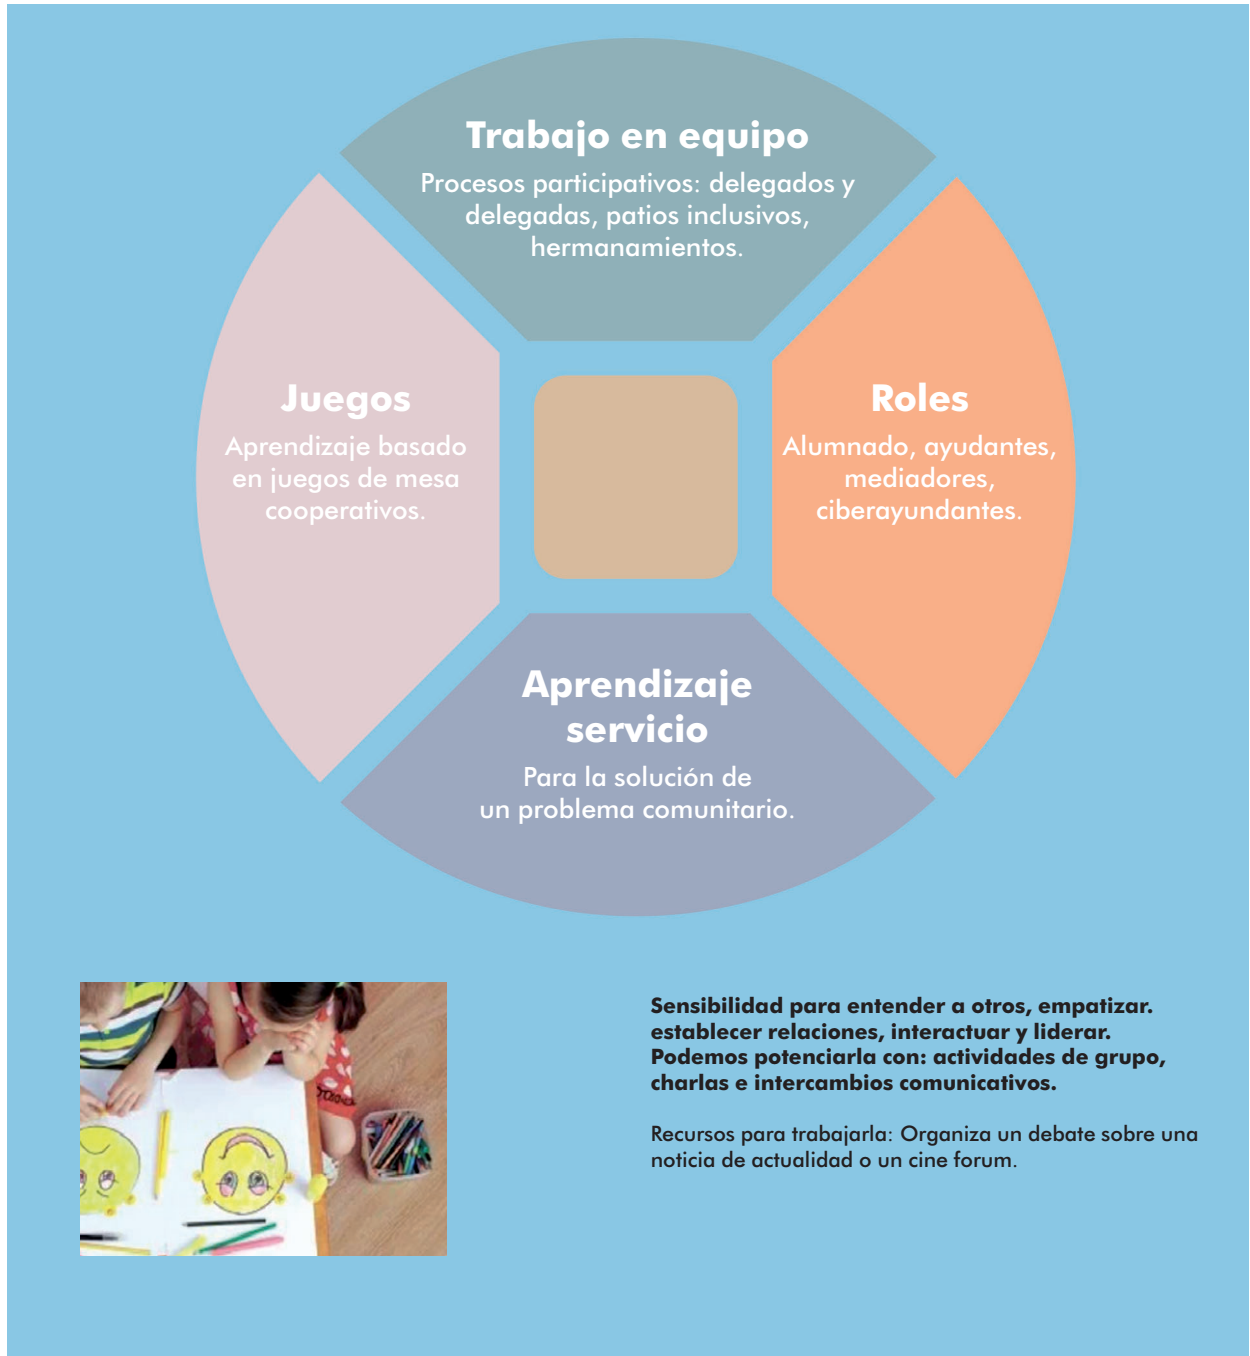 Trabajo en equipo
Procesos participativos: delegados y
delegadas, patios inclusivos,
hermanamientos.
Juegos
Aprendizaje basado
en juegos de mesa
cooperativos.
Roles
Alumnado, ayudantes,
mediadores,
ciberayundantes.
Aprendizaje
servicio
Para la solución de
un problema comunitario.
Sensibilidad para entender a otros, empatizar.
establecer relaciones, interactuar y liderar.
Podemos potenciarla con: actividades de grupo,
charlas e intercambios comunicativos.
Recursos para trabajarla: Organiza un debate sobre una
noticia de actualidad o un cine forum.